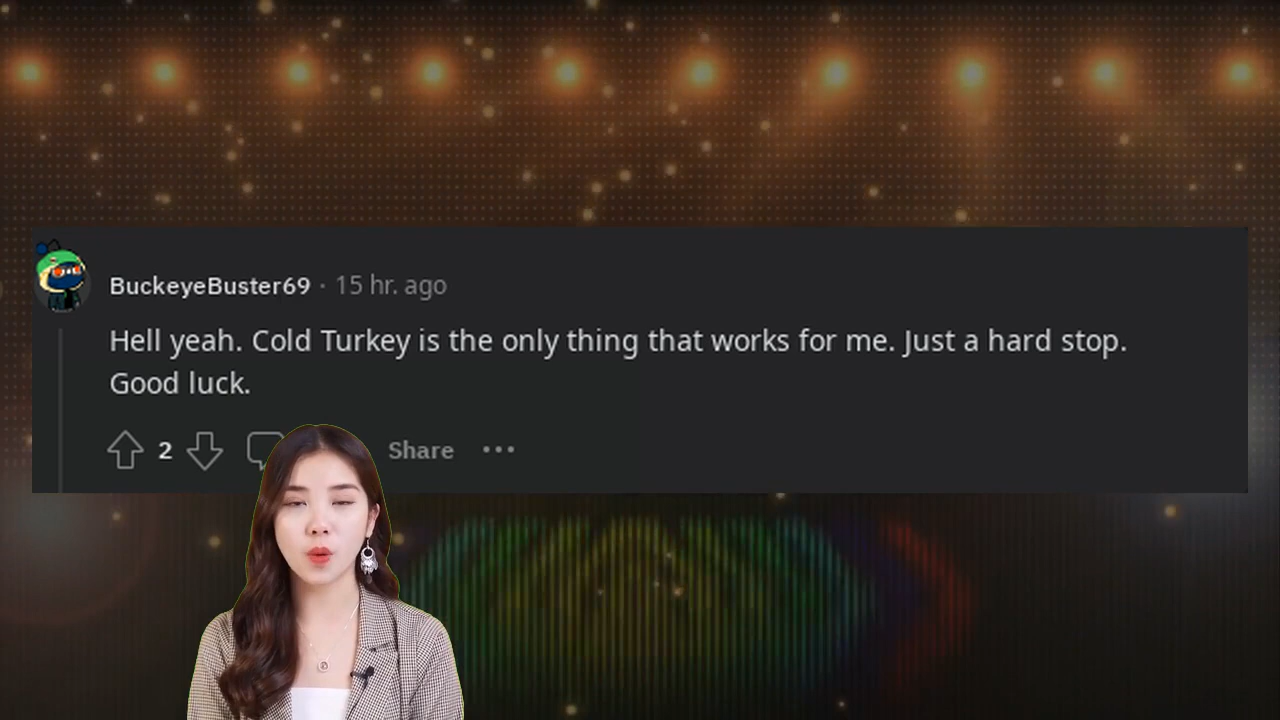 BuckeyeBuster69 · 15 hr. ago
Hell yeah. Cold Turkey is the only thing that works for me. Just a hard stop.
Good luck.
2 Share ···